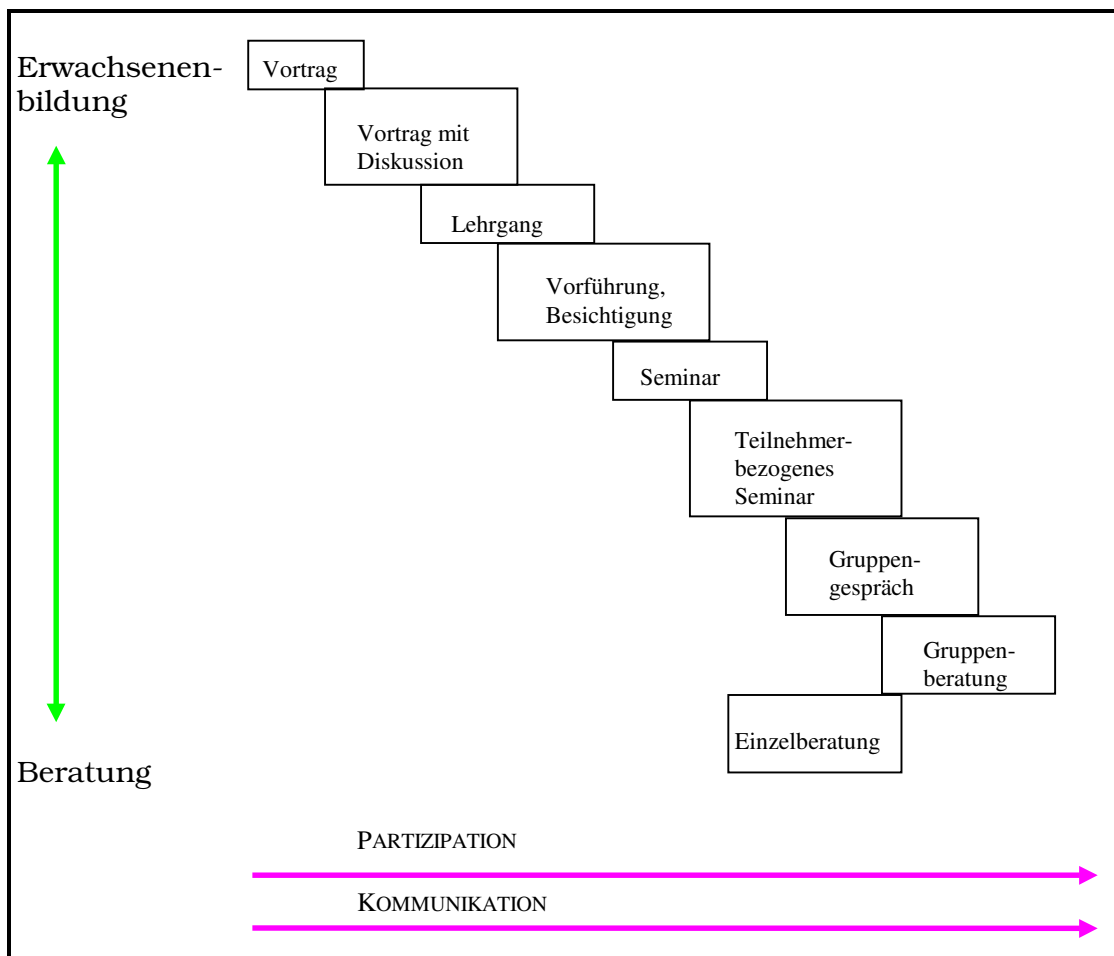 Erwachsenen-
bildung
Vortrag
Vortrag mit
Diskussion
Lehrgang
Vorführung,
Besichtigung
Seminar
Teilnehmer-
bezogenes
Seminar
Gruppen-
gespräch
Gruppen-
beratung
Einzelberatung
Beratung
PARTIZIPATION
KOMMUNIKATION